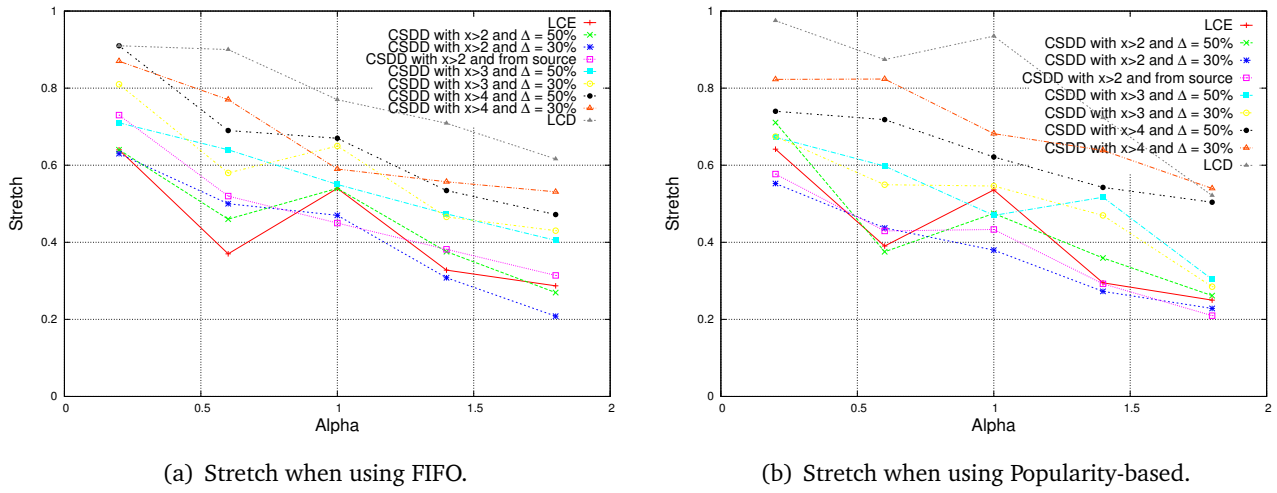 1
0.8
0.6
0.4
0.2
0
0 0.5 1 1.5 2
Stretch
Alpha
LCE
CSDD with x>2 and Δ = 50%
CSDD with x>2 and Δ = 30%
CSDD with x>2 and from source
CSDD with x>3 and Δ = 50%
CSDD with x>3 and Δ = 30%
CSDD with x>4 and Δ = 50%
CSDD with x>4 and Δ = 30%
LCD
(a) Stretch when using FIFO.
1
0.8
0.6
0.4
0.2
0
0 0.5 1 1.5 2
Stretch
Alpha
LCE
CSDD with x>2 and Δ = 50%
CSDD with x>2 and Δ = 30%
CSDD with x>2 and from source
CSDD with x>3 and Δ = 50%
CSDD with x>3 and Δ = 30%
CSDD with x>4 and Δ = 50%
CSDD with x>4 and Δ = 30%
LCD
(b) Stretch when using Popularity-based.